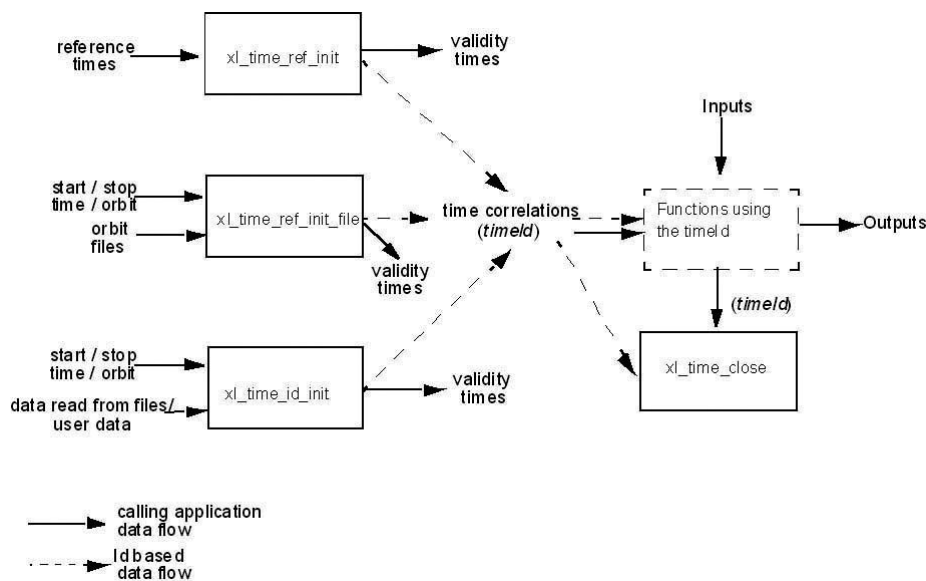 reference
times
xl_time_ref_init
validity
times
Inputs
start / stop
time / orbit
orbit
files
xl_time_ref_init_file
validity
times
time correlations
(timeId)
Functions using
the timeId
Outputs
(timeId)
start / stop
time / orbit
data read from files/
user data
xl_time_id_init
validity
times
xl_time_close
calling application
data flow
Id based
data flow